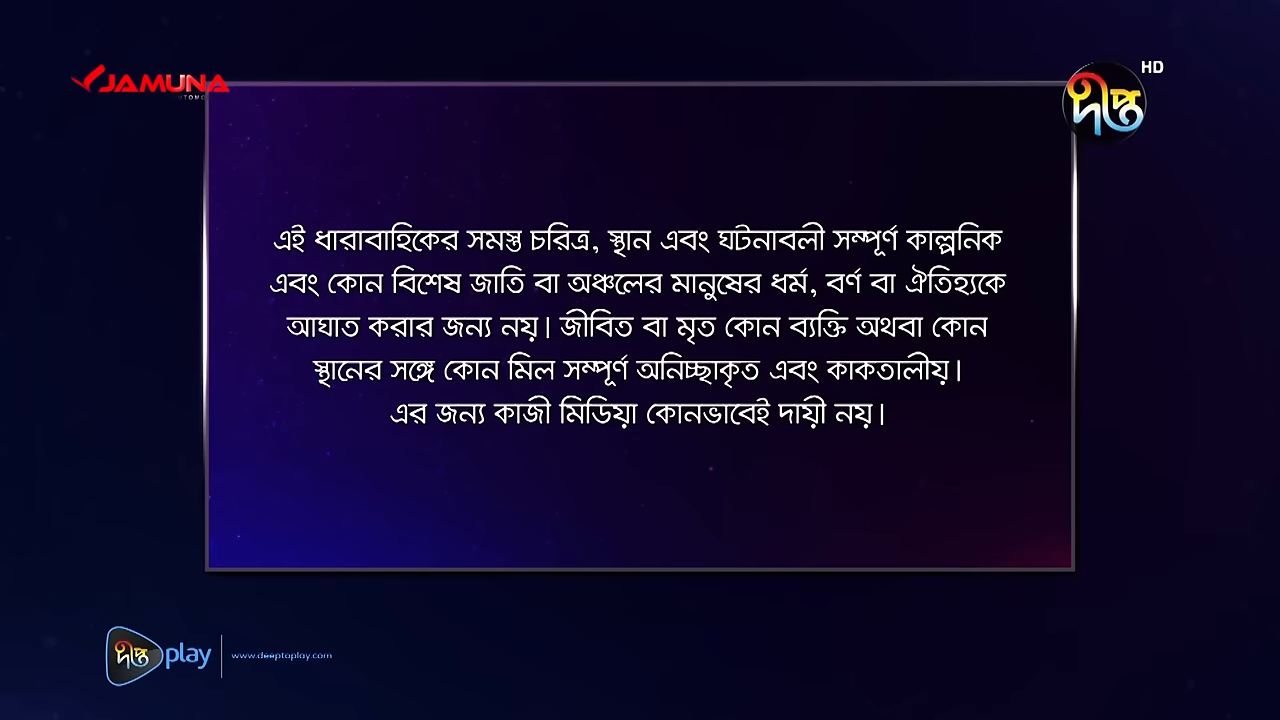 JAMUNA
HD
দীপ্ত
এই ধারাবাহিকের সমস্ত চরিত্র, স্থান এবং ঘটনাবলী সম্পূর্ণ কাল্পনিক
এবং কোন বিশেষ জাতি বা অঞ্চলের মানুষের ধর্ম, বর্ণ বা ঐতিহ্যকে
আঘাত করার জন্য নয়। জীবিত বা মৃত কোন ব্যক্তি অথবা কোন
স্থানের সঙ্গে কোন মিল সম্পূর্ণ অনিচ্ছাকৃত এবং কাকতালীয়।
এর জন্য কাজী মিডিয়া কোনভাবেই দায়ী নয়।
দীপ্ত play www.deeptoplay.com